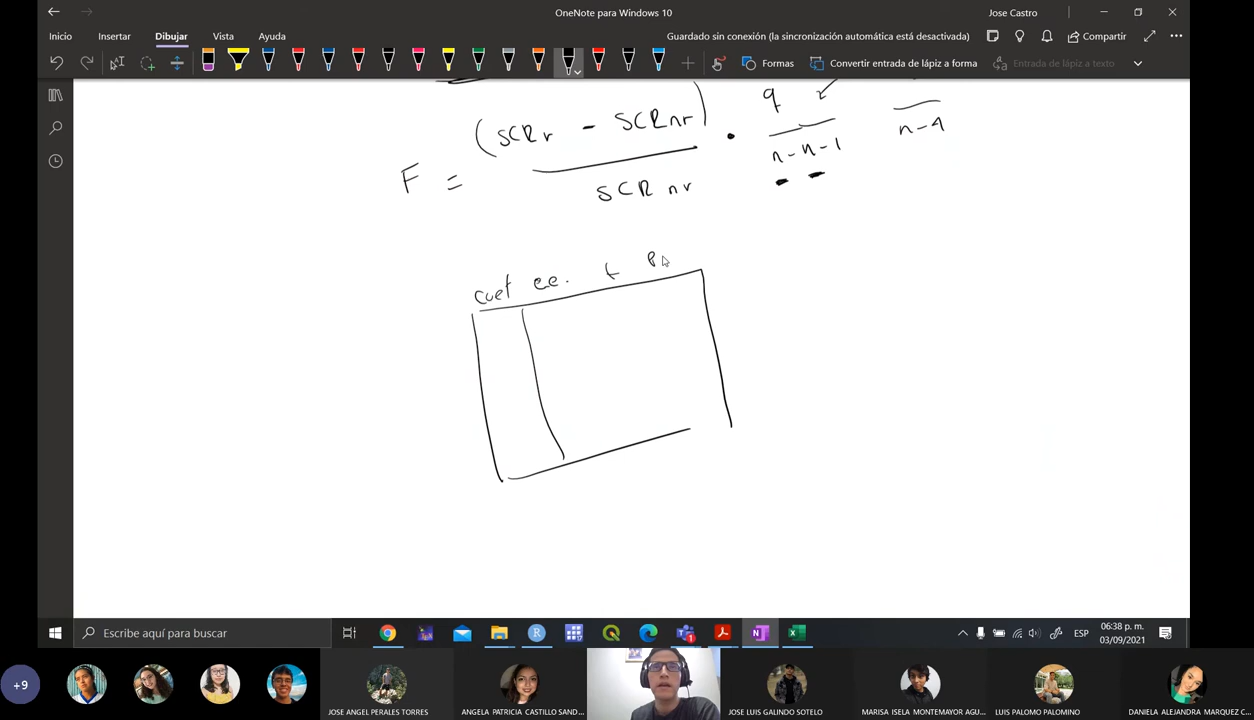 OneNote para Windows 10
Jose Castro
Inicio Insertar Dibujar Vista Ayuda
Guardado sin conexión (la sincronización automática está desactivada)
Compartir
Formas
Convertir entrada de lápiz a forma
Entrada de lápiz a texto
q
(SCRr - SCRnr) . n-n-1 n-4
F =
SCR nr
coef e.e. t P
Escribe aquí para buscar
ESP
06:38 p. m.
03/09/2021
+9
JOSE ANGEL PERALES TORRES
ANGELA PATRICIA CASTILLO SAND...
JOSE LUIS GALINDO SOTELO
MARISA ISELA MONTEMAYOR AGU...
LUIS PALOMO PALOMINO
DANIELA ALEJANDRA MARQUEZ C...